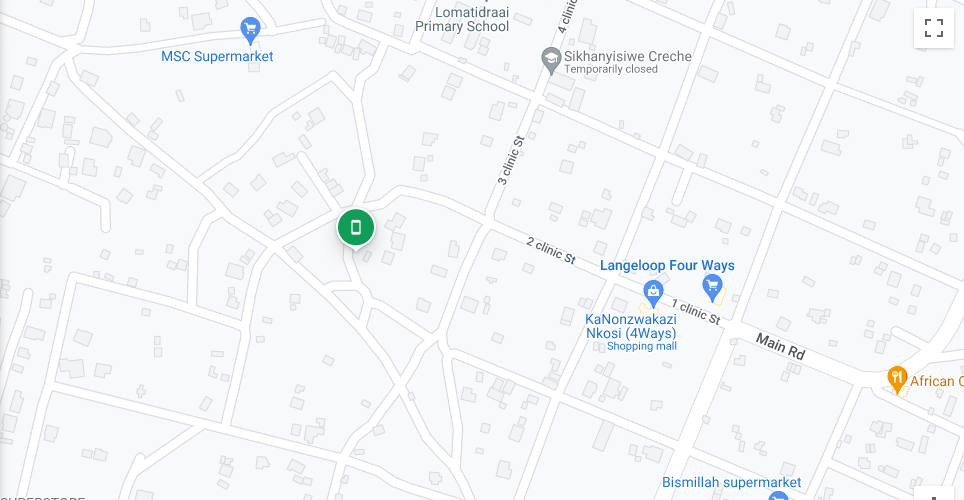 Lomatidraai
Primary School
4 clinic
MSC Supermarket
Sikhanyisiwe Creche
Temporarily closed
3 clinic St
2 clinic St
Langeloop Four Ways
1 clinic St
KaNonzwakazi
Nkosi (4Ways)
Shopping mall
Main Rd
African C
Bismillah supermarket